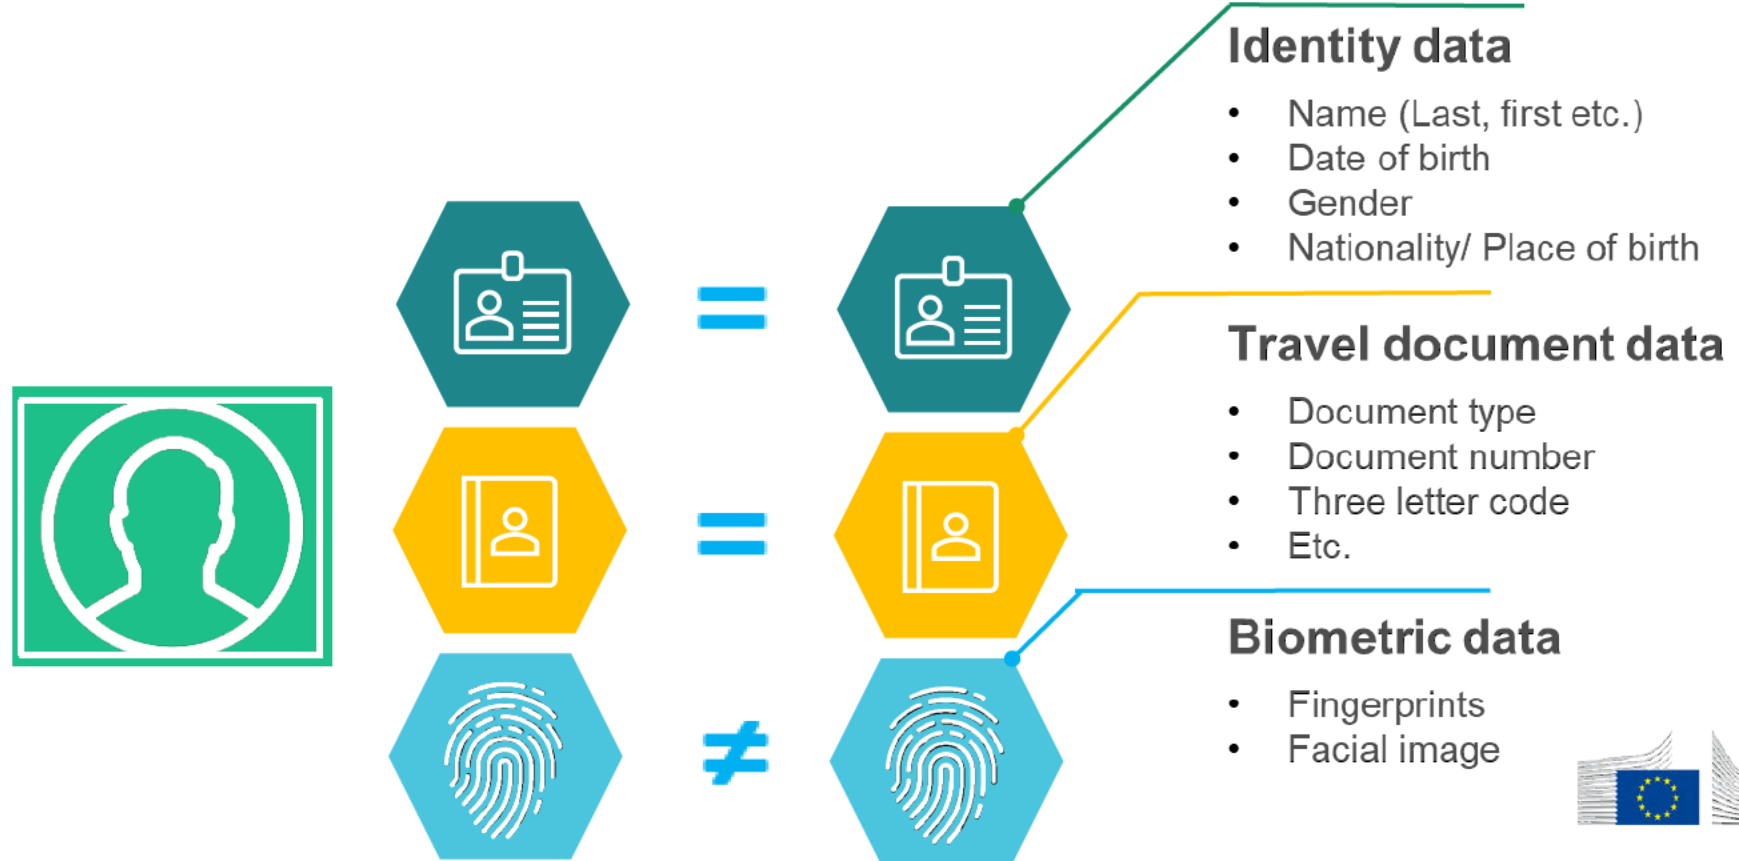 Identity data
• Name (Last, first etc.)
• Date of birth
• Gender
• Nationality/ Place of birth
=
Travel document data
• Document type
• Document number
• Three letter code
• Etc.
=
Biometric data
• Fingerprints
• Facial image
≠